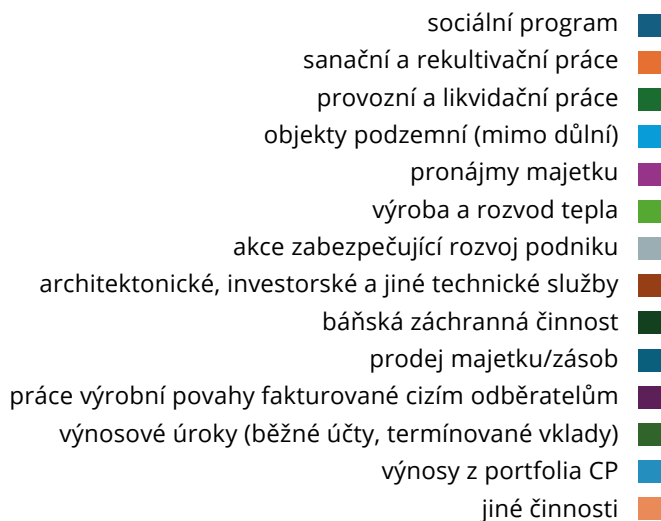 sociální program
sanační a rekultivační práce
provozní a likvidační práce
objekty podzemní (mimo důlní)
pronájmy majetku
výroba a rozvod tepla
akce zabezpečující rozvoj podniku
architektonické, investorské a jiné technické služby
báňská záchranná činnost
prodej majetku/zásob
práce výrobní povahy fakturované cizím odběratelům
výnosové úroky (běžné účty, termínované vklady)
výnosy z portfolia CP
jiné činnosti